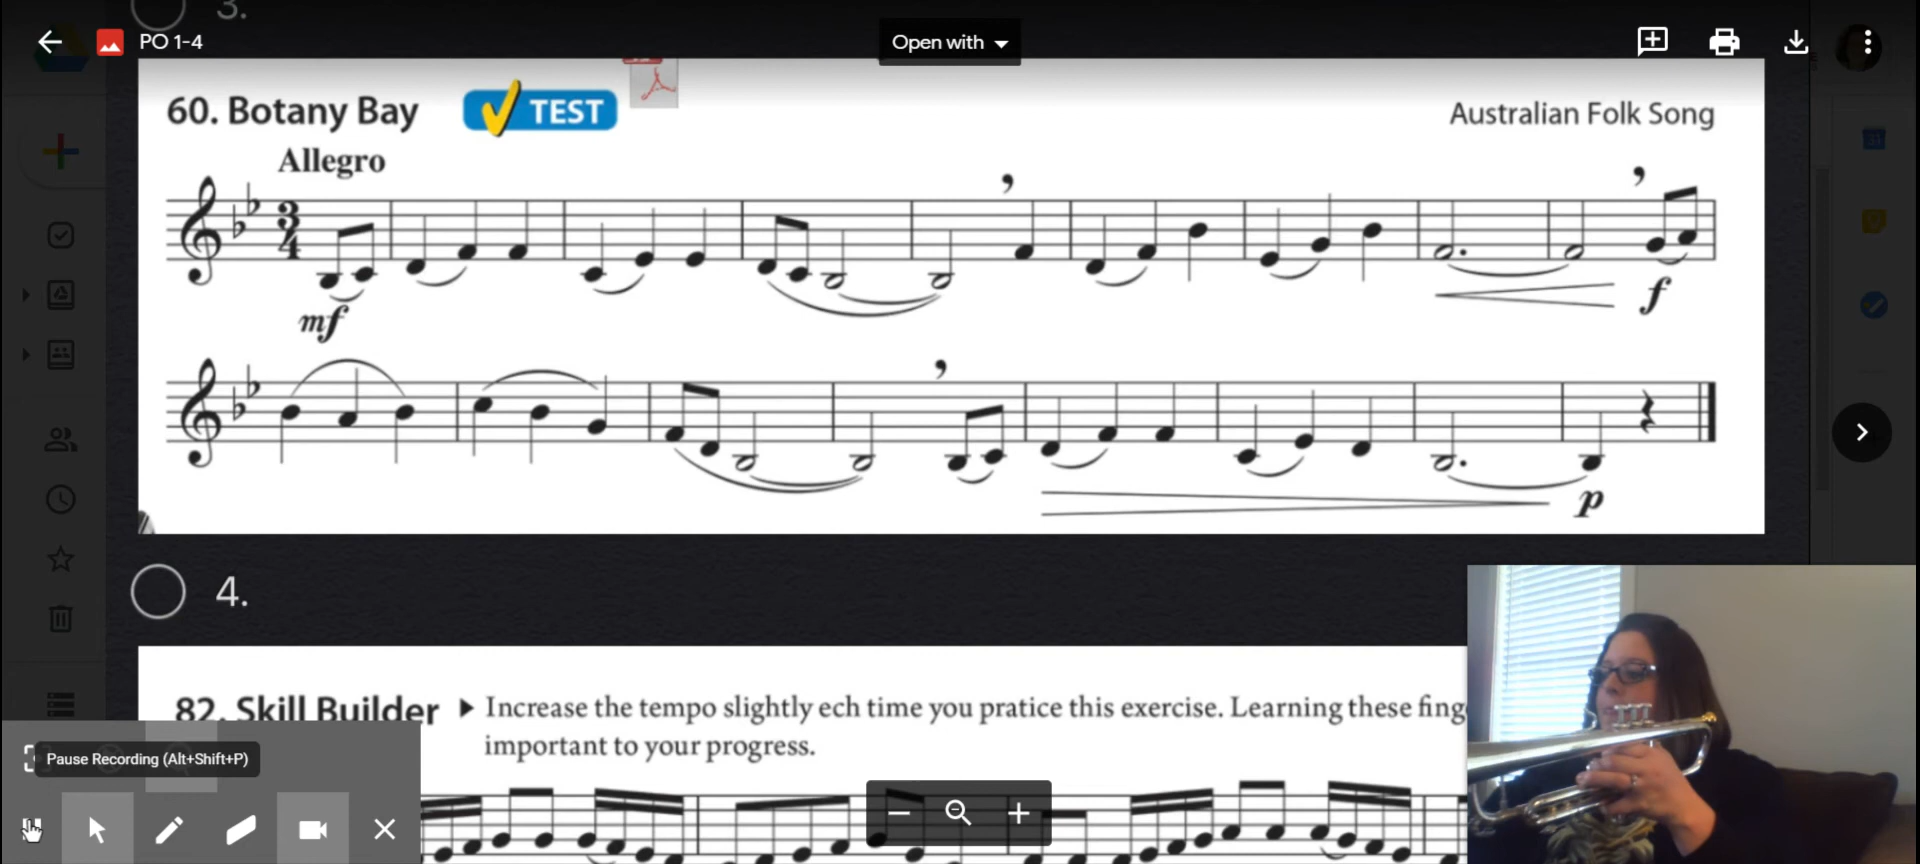 3.
PO 1-4
Open with
60. Botany Bay
TEST
Australian Folk Song
Allegro
3
4
mf
f
p
4.
82. Skill Builder ▶ Increase the tempo slightly ech time you pratice this exercise. Learning these fing
important to your progress.
Pause Recording (Alt+Shift+P)